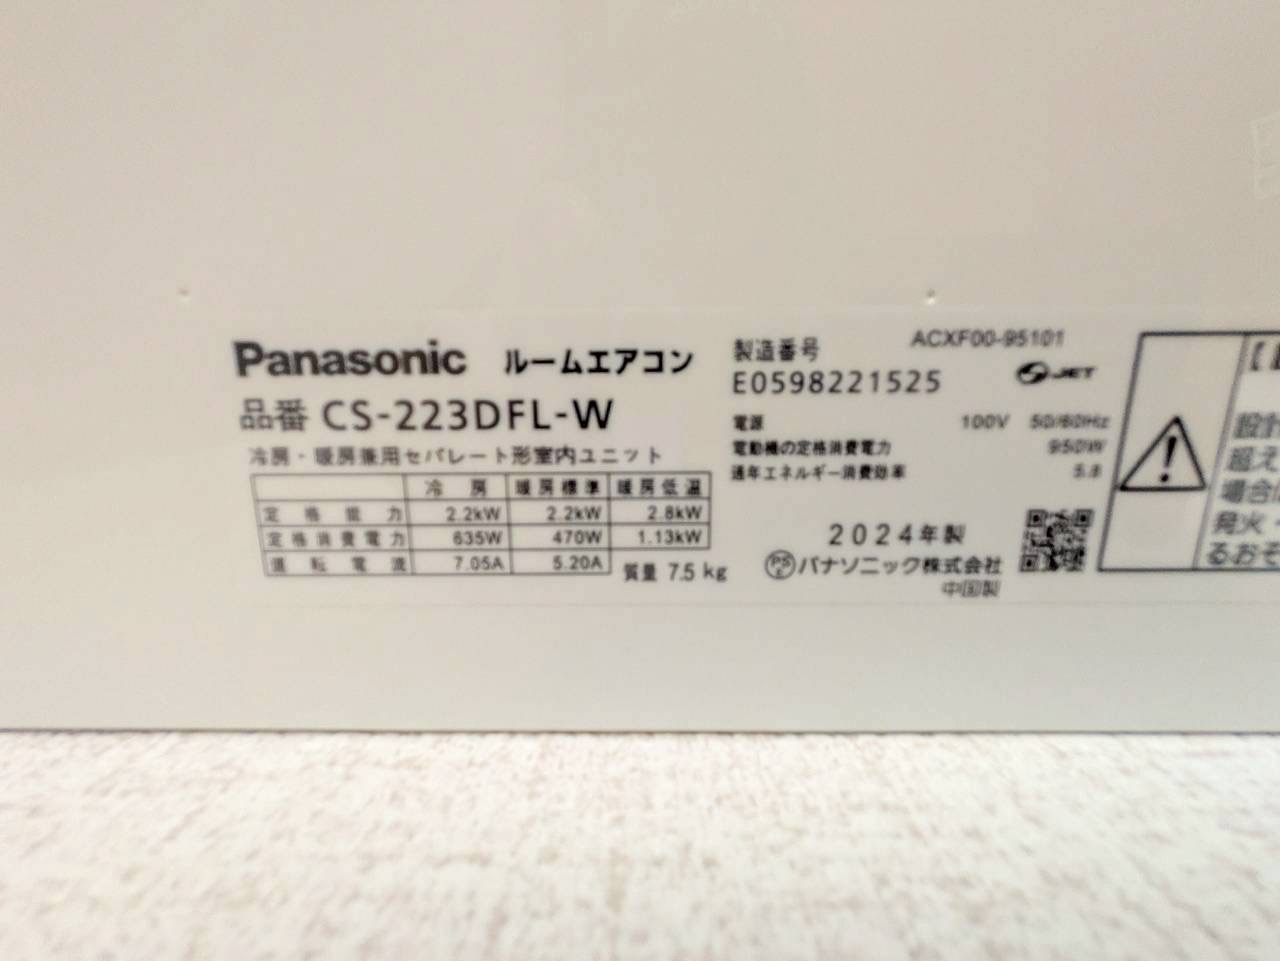 Panasonic ルームエアコン
品番 CS-223DFL-W
冷房・暖房兼用セパレート形室内ユニット
冷房 暖房標準 暖房低温
定格能力 2.2kW 2.2kW 2.8kW
定格消費電力 635W 470W 1.13kW
運転電流 7.05A 5.20A
質量 7.5 kg
製造番号 ACXF00-95101
E0598221525
JET
電源 100V 50/60Hz
電動機の定格消費電力 950W
通年エネルギー消費効率 5.8
2024年製
PSE パナソニック株式会社
中国製
設計
超え
場合
発火・
るおそ